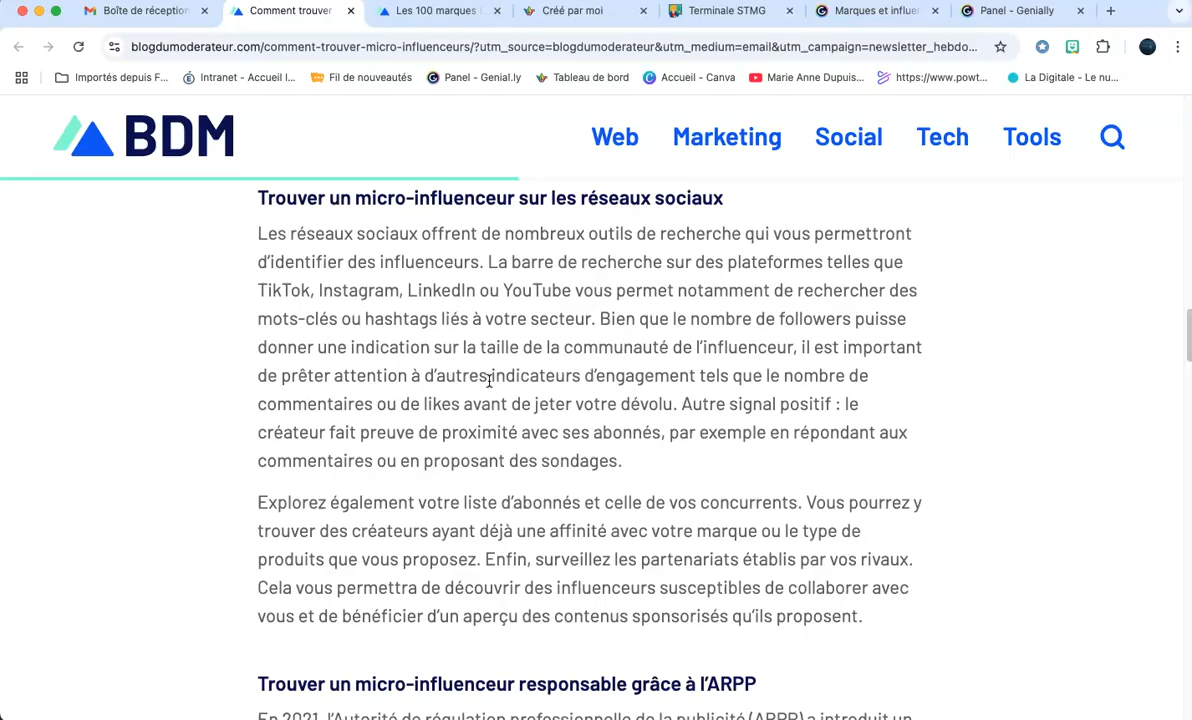 Boîte de réception
Comment trouver
Les 100 marques
Créé par moi
Terminale STMG
Marques et influe
Panel - Genially
blogdumoderateur.com/comment-trouver-micro-influenceurs/?utm_source=blogdumoderateur&utm_medium=email&utm_campaign=newsletter_hebdo...
Importés depuis F...
Intranet - Accueil I...
Fil de nouveautés
Panel - Genial.ly
Tableau de bord
Accueil - Canva
Marie Anne Dupuis...
https://www.powt...
La Digitale - Le nu...
BDM
Web
Marketing
Social
Tech
Tools
Trouver un micro-influenceur sur les réseaux sociaux
Les réseaux sociaux offrent de nombreux outils de recherche qui vous permettront
d'identifier des influenceurs. La barre de recherche sur des plateformes telles que
TikTok, Instagram, LinkedIn ou YouTube vous permet notamment de rechercher des
mots-clés ou hashtags liés à votre secteur. Bien que le nombre de followers puisse
donner une indication sur la taille de la communauté de l'influenceur, il est important
de prêter attention à d'autres indicateurs d'engagement tels que le nombre de
commentaires ou de likes avant de jeter votre dévolu. Autre signal positif : le
créateur fait preuve de proximité avec ses abonnés, par exemple en répondant aux
commentaires ou en proposant des sondages.
Explorez également votre liste d'abonnés et celle de vos concurrents. Vous pourrez y
trouver des créateurs ayant déjà une affinité avec votre marque ou le type de
produits que vous proposez. Enfin, surveillez les partenariats établis par vos rivaux.
Cela vous permettra de découvrir des influenceurs susceptibles de collaborer avec
vous et de bénéficier d'un aperçu des contenus sponsorisés qu'ils proposent.
Trouver un micro-influenceur responsable grâce à l'ARPP
En 2021, l'Autorité de régulation professionnelle de la publicité (ARPP) a introduit un